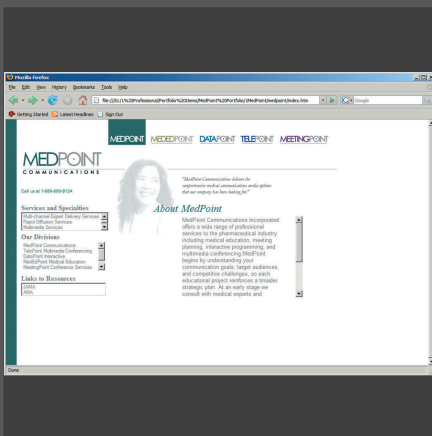 Mozilla Firefox
File Edit View History Bookmarks Tools Help
Google
Getting Started Latest Headlines Sign Out
MEDPOINT MEDEDPOINT DATAPOINT TELEPOINT MEETINGPOINT
MEDPOINT
COMMUNICATIONS
Call us at 1-888-893-8124
"MedPoint Communications delivers the
comprehensive medical communications media options
that our company has been looking for."
Services and Specialties
Multi-channel Expert Delivery Services
Rapid Diffusion Services
Multimedia Services
Our Divisions
MedPoint Communications
TelePoint Multimedia Conferencing
DataPoint Interactive
MedEdPoint Medical Education
MeetingPoint Conference Services
Links to Resources
JAMA
AMA
About MedPoint
MedPoint Communications Incorporated
offers a wide range of professional
services to the pharmaceutical industry
including medical education, meeting
planning, interactive programming, and
multimedia conferencing.MedPoint
begins by understanding your
communication goals, target audiences,
and competitive challenges, so each
educational project reinforces a broader
strategic plan. At an early stage we
consult with medical experts and
Done